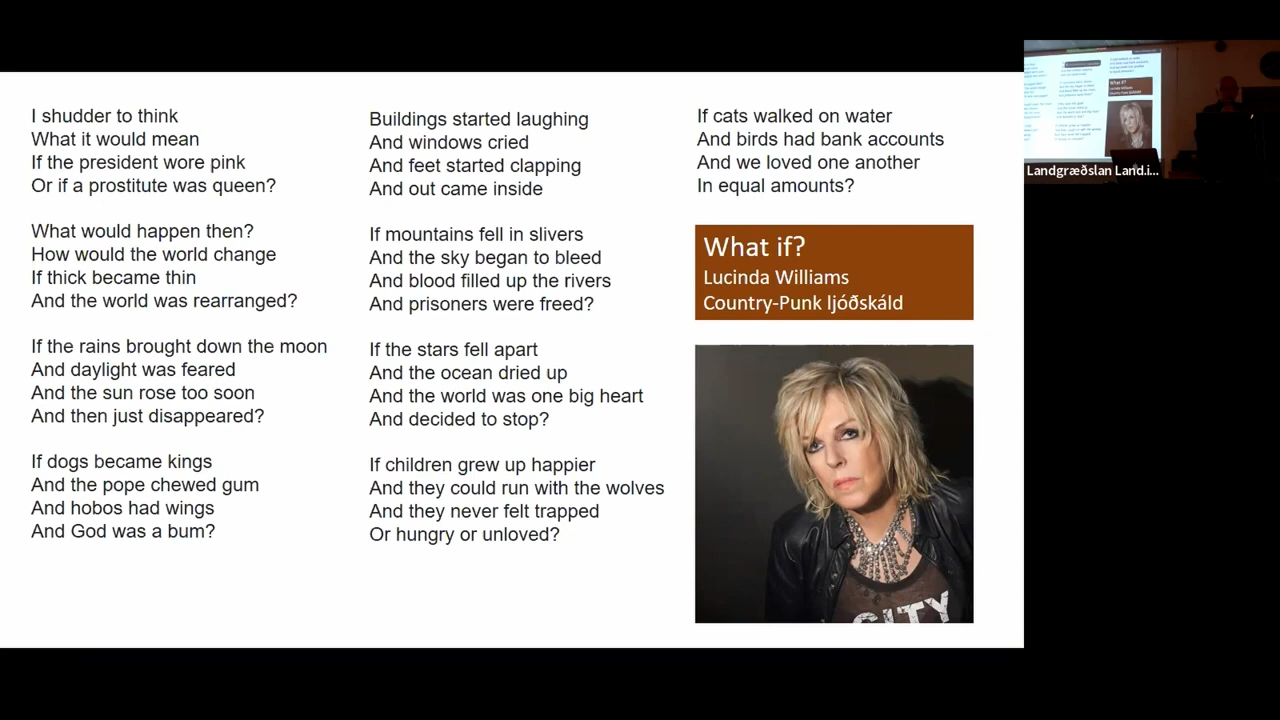 I shudder to think
What it would mean
If the president wore pink
Or if a prostitute was queen?
What would happen then?
How would the world change
If thick became thin
And the world was rearranged?
If the rains brought down the moon
And daylight was feared
And the sun rose too soon
And then just disappeared?
If dogs became kings
And the pope chewed gum
And hobos had wings
And God was a bum?
If buildings started laughing
And windows cried
And feet started clapping
And out came inside
If mountains fell in slivers
And the sky began to bleed
And blood filled up the rivers
And prisoners were freed?
If the stars fell apart
And the ocean dried up
And the world was one big heart
And decided to stop?
If children grew up happier
And they could run with the wolves
And they never felt trapped
Or hungry or unloved?
If cats walked on water
And birds had bank accounts
And we loved one another
In equal amounts?
What if?
Lucinda Williams
Country-Punk ljóðskáld
CITY
Landgræðslan Land.i...
What if?
Lucinda Williams
Country-Punk ljóðskáld